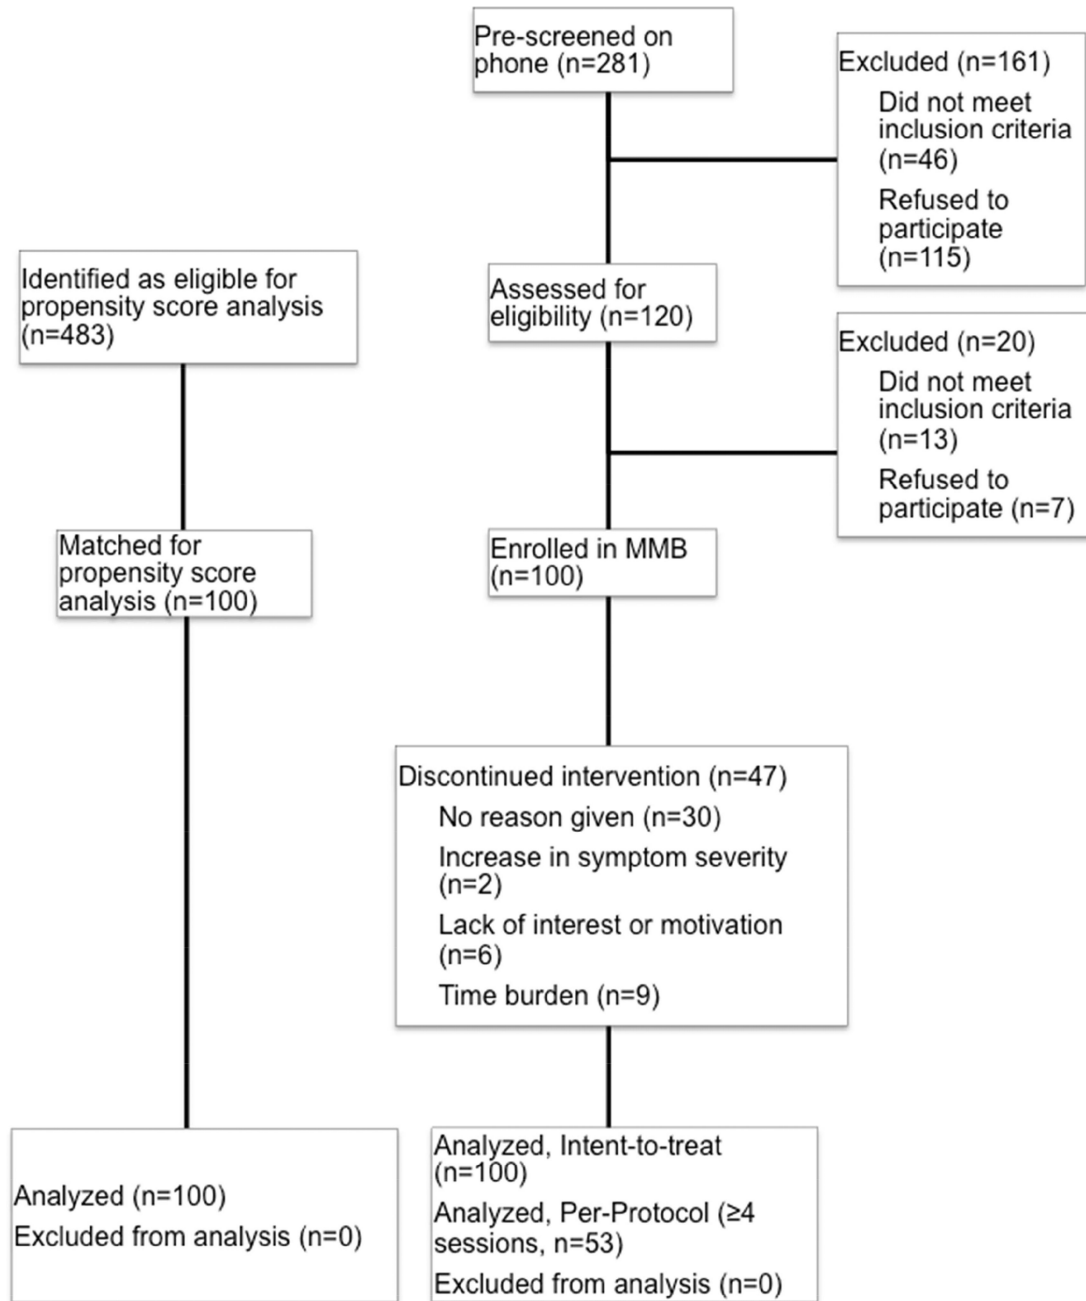 Pre-screened on
phone (n=281)
Excluded (n=161)
Did not meet
inclusion criteria
(n=46)
Refused to
participate
(n=115)
Identified as eligible for
propensity score analysis
(n=483)
Assessed for
eligibility (n=120)
Excluded (n=20)
Did not meet
inclusion criteria
(n=13)
Refused to
participate (n=7)
Matched for
propensity score
analysis (n=100)
Enrolled in MMB
(n=100)
Discontinued intervention (n=47)
No reason given (n=30)
Increase in symptom severity
(n=2)
Lack of interest or motivation
(n=6)
Time burden (n=9)
Analyzed (n=100)
Excluded from analysis (n=0)
Analyzed, Intent-to-treat
(n=100)
Analyzed, Per-Protocol (≥4
sessions, n=53)
Excluded from analysis (n=0)